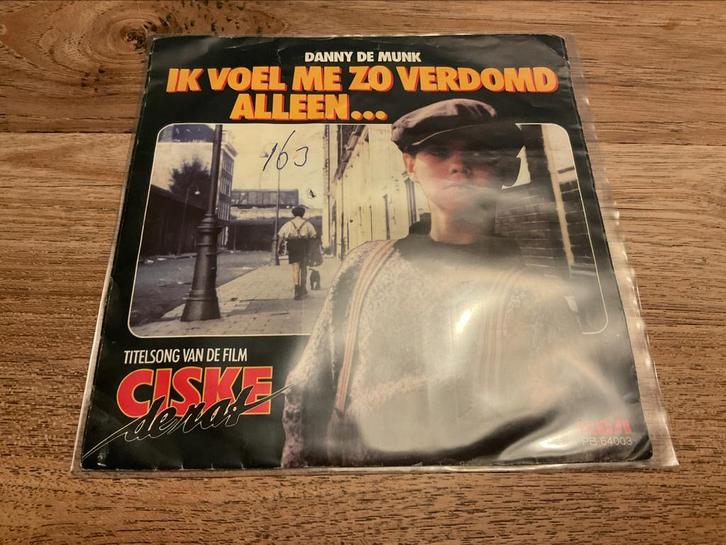 DANNY DE MUNK
IK VOEL ME ZO VERDOMD
ALLEEN...
163
TITELSONG VAN DE FILM
CISKE
de rat
RCA
PB 64003